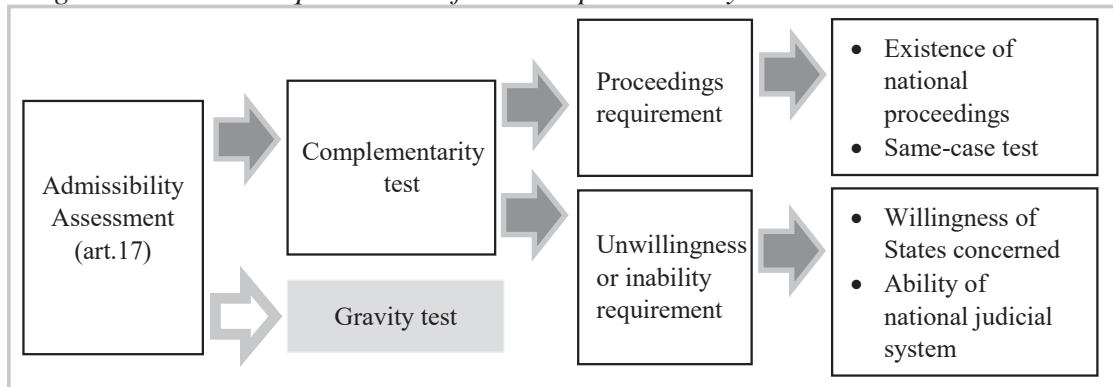 Admissibility
Assessment
(art.17)
Complementarity
test
Gravity test
Proceedings
requirement
Unwillingness
or inability
requirement
• Existence of
national
proceedings
• Same-case test
• Willingness of
States concerned
• Ability of
national judicial
system